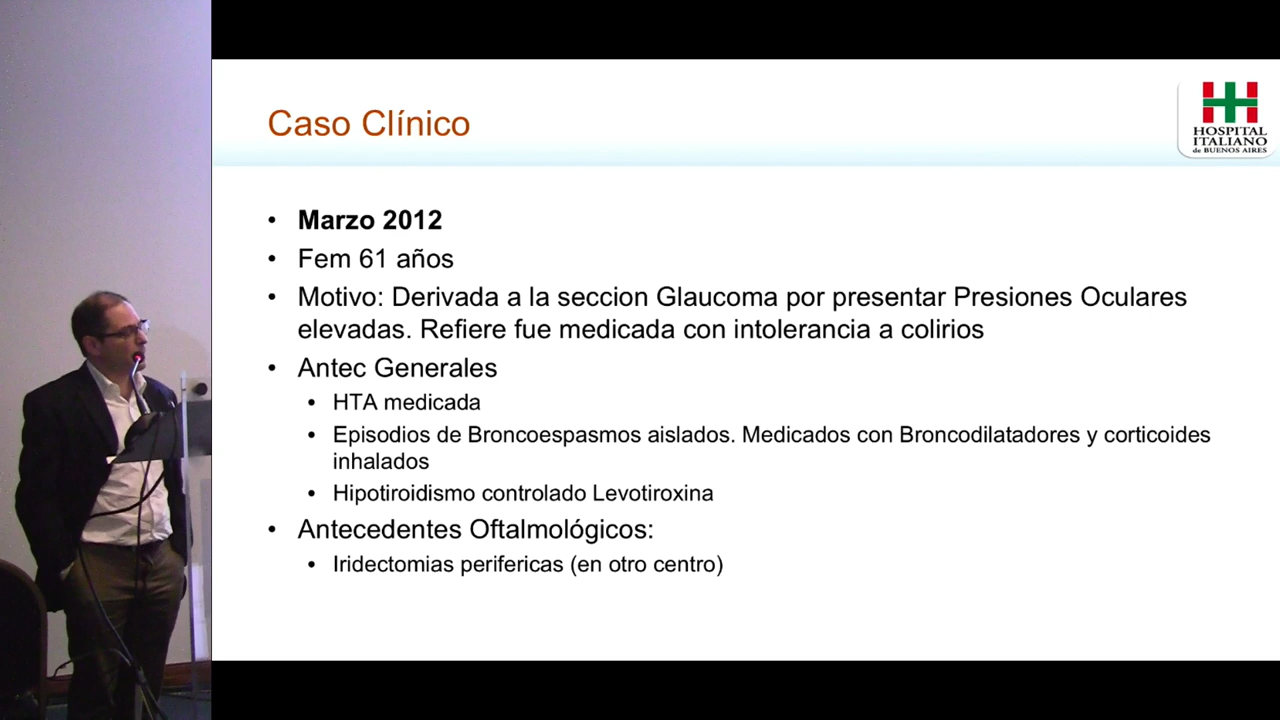 Caso Clínico
HOSPITAL
ITALIANO
de BUENOS AIRES
• Marzo 2012
• Fem 61 años
• Motivo: Derivada a la seccion Glaucoma por presentar Presiones Oculares
elevadas. Refiere fue medicada con intolerancia a colirios
• Antec Generales
• HTA medicada
• Episodios de Broncoespasmos aislados. Medicados con Broncodilatadores y corticoides
inhalados
• Hipotiroidismo controlado Levotiroxina
• Antecedentes Oftalmológicos:
• Iridectomias perifericas (en otro centro)